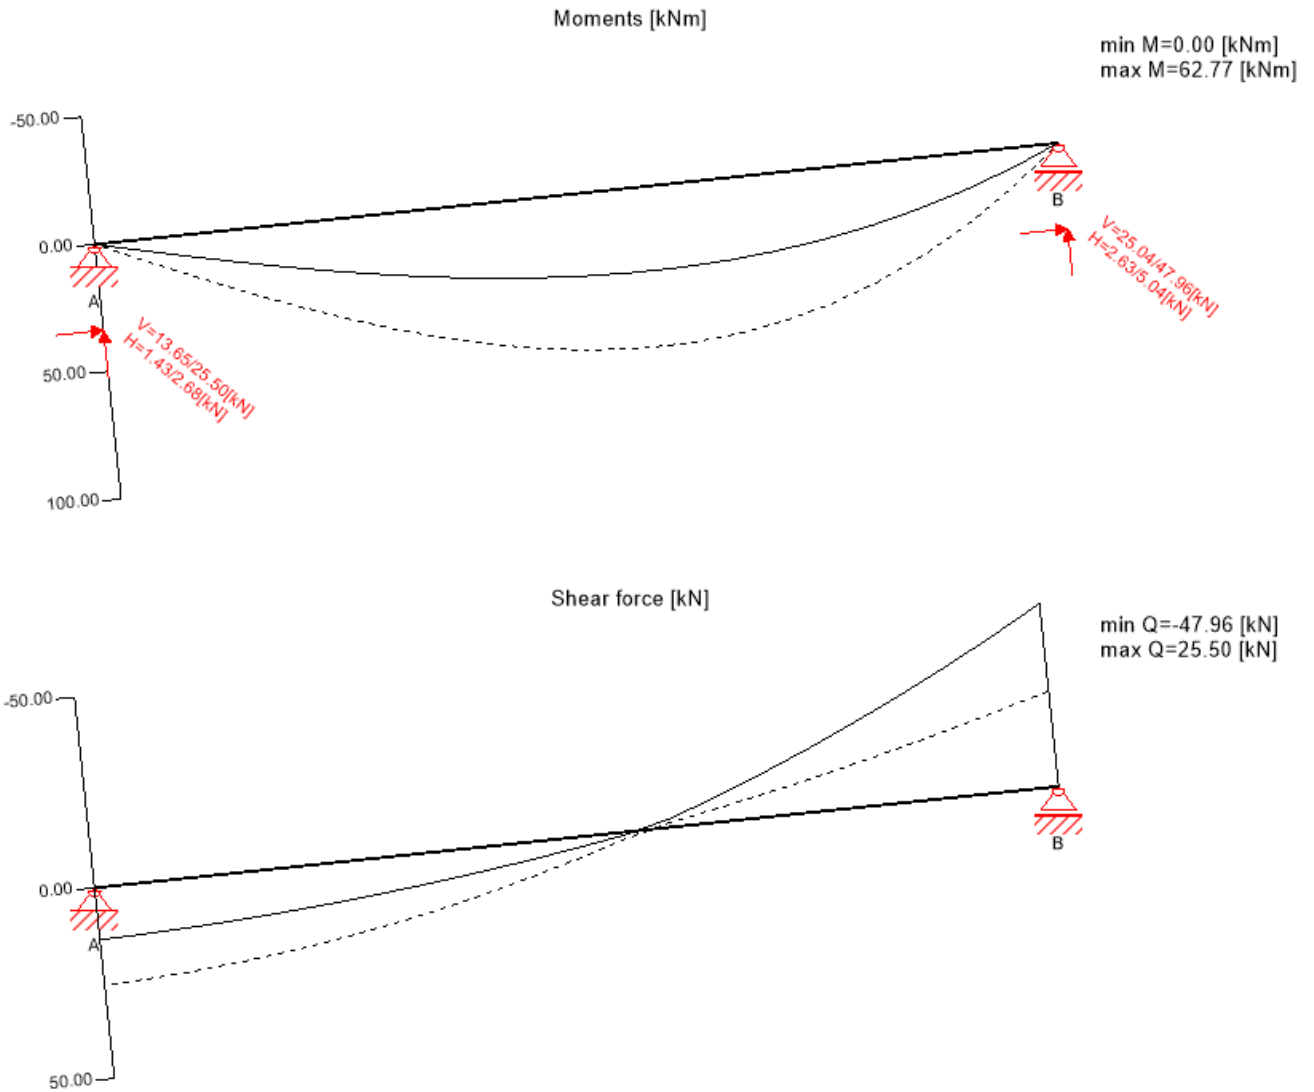 Moments [kNm]
min M=0.00 [kNm]
max M=62.77 [kNm]
-50.00
0.00
50.00
100.00
A
V=13.65/25.50[kN]
H=1.43/2.68[kN]
B
V=25.04/47.96[kN]
H=2.63/5.04[kN]
Shear force [kN]
min Q=-47.96 [kN]
max Q=25.50 [kN]
-50.00
0.00
50.00
A
B